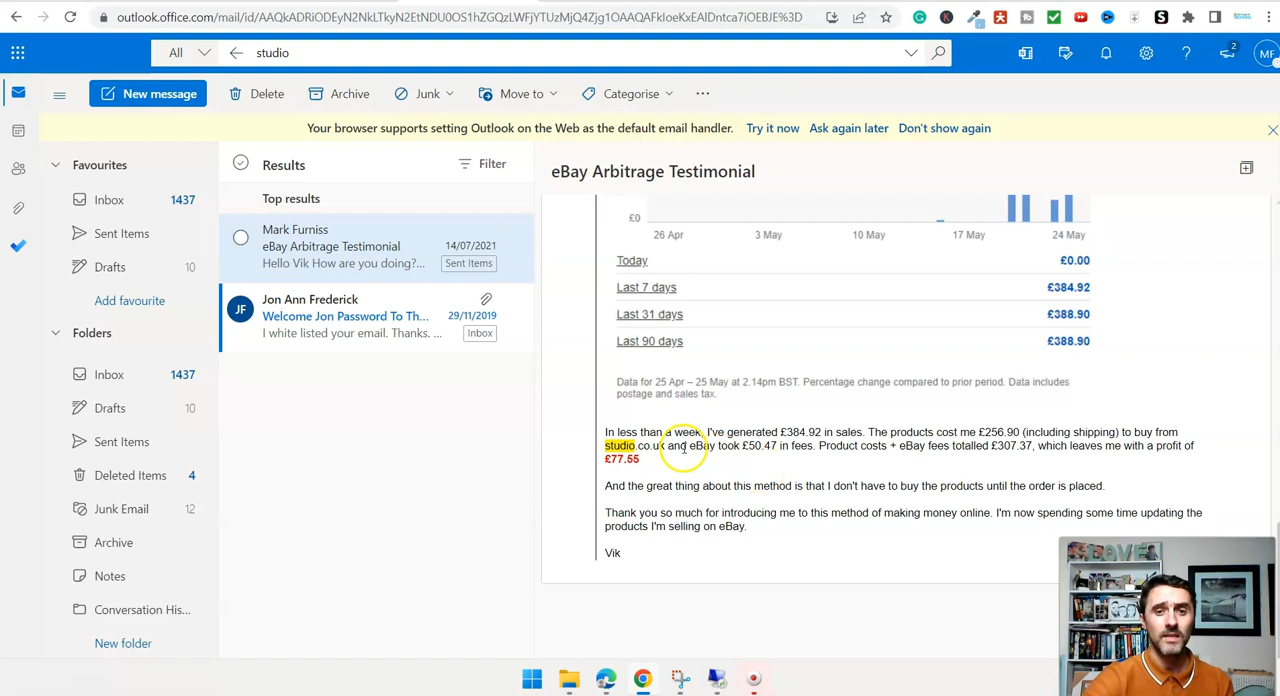 outlook.office.com/mail/id/AAQkADRiODEyN2NkLTkyN2EtNDU0OS1hZGQzLWFjYTUzMjQ4Zjg1OAAQAFkIoeKxEAlDntca7iOEBJE%3D
All
studio
2
MF
New message
Delete
Archive
Junk
Move to
Categorise
Your browser supports setting Outlook on the Web as the default email handler. Try it now Ask again later Don't show again
Favourites
Inbox 1437
Sent Items
Drafts 10
Add favourite
Folders
Inbox 1437
Drafts 10
Sent Items
Deleted Items 4
Junk Email 12
Archive
Notes
Conversation His...
New folder
Results
Filter
Top results
Mark Furniss
eBay Arbitrage Testimonial 14/07/2021
Hello Vik How are you doing?... Sent Items
JF
Jon Ann Frederick
Welcome Jon Password To Th... 29/11/2019
I white listed your email. Thanks. ... Inbox
eBay Arbitrage Testimonial
£0
26 Apr 3 May 10 May 17 May 24 May
Today £0.00
Last 7 days £384.92
Last 31 days £388.90
Last 90 days £388.90
Data for 25 Apr – 25 May at 2.14pm BST. Percentage change compared to prior period. Data includes
postage and sales tax.
In less than a week, I've generated £384.92 in sales. The products cost me £256.90 (including shipping) to buy from
studio.co.uk and eBay took £50.47 in fees. Product costs + eBay fees totalled £307.37, which leaves me with a profit of
£77.55
And the great thing about this method is that I don't have to buy the products until the order is placed.
Thank you so much for introducing me to this method of making money online. I'm now spending some time updating the
products I'm selling on eBay.
Vik
LOVE